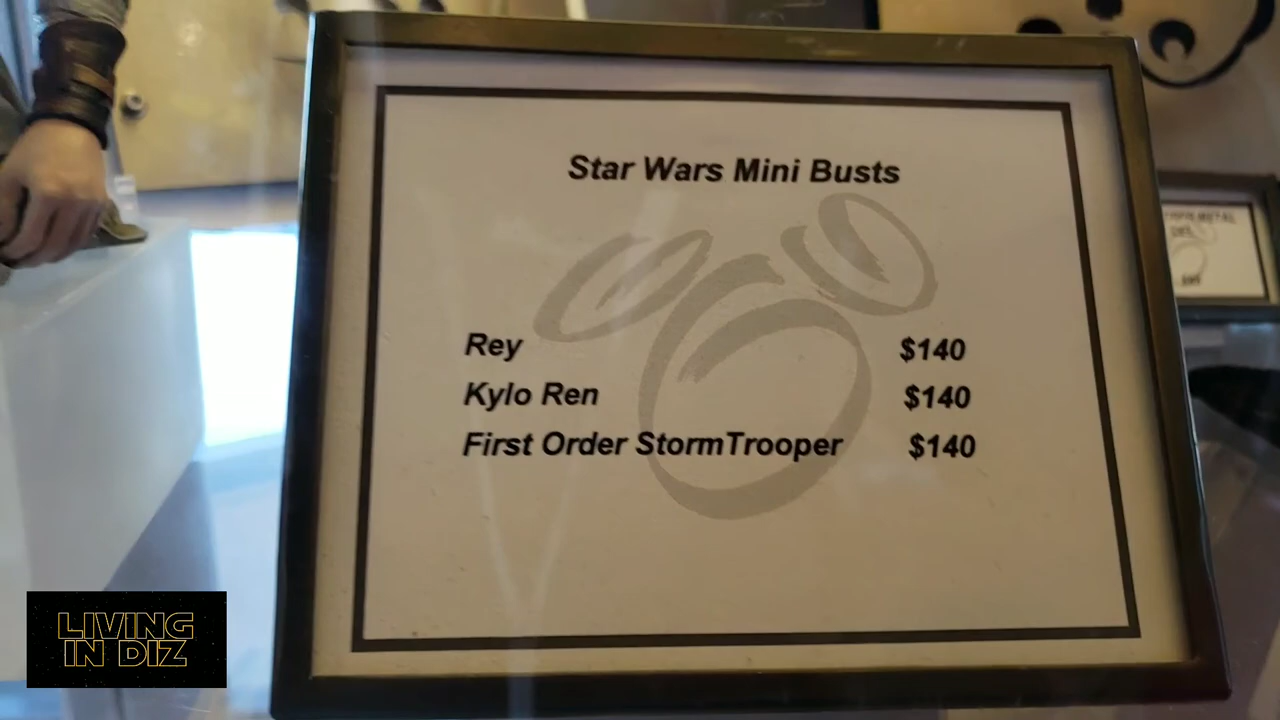 Star Wars Mini Busts
Rey $140
Kylo Ren $140
First Order StormTrooper $140
LIVING
IN DIZ